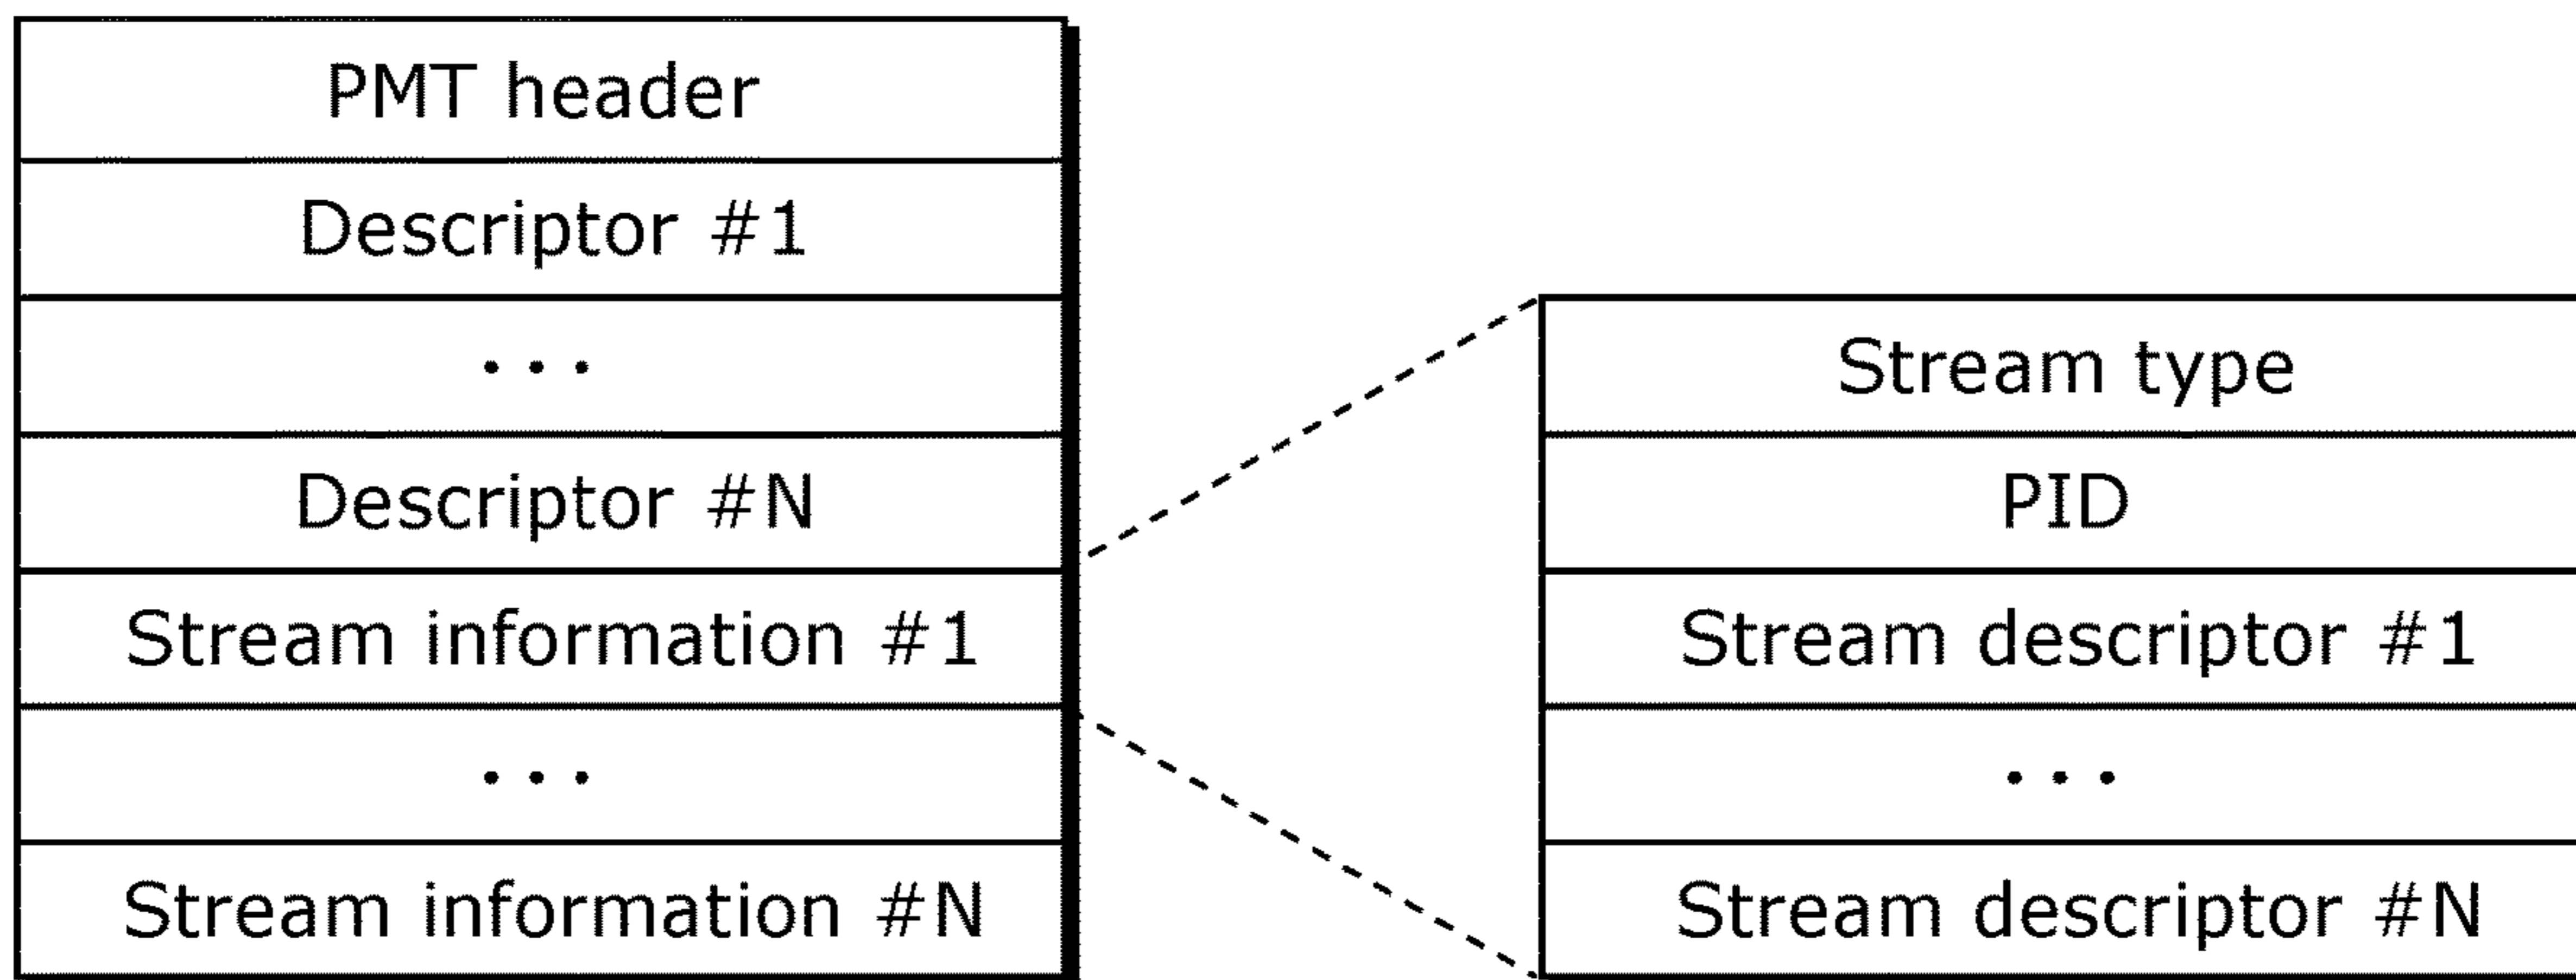 PMT header
Descriptor #1
...
Descriptor #N
Stream information #1
...
Stream information #N
Stream type
PID
Stream descriptor #1
...
Stream descriptor #N